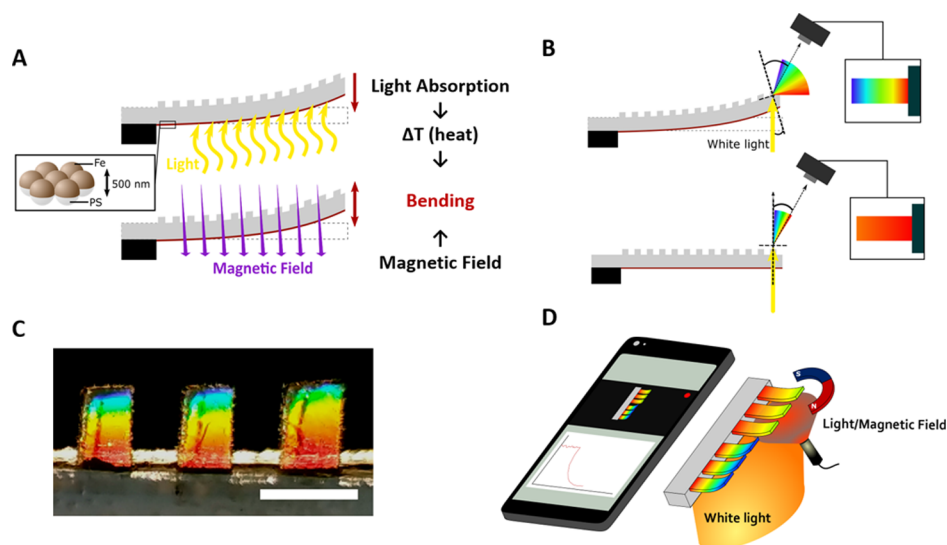 A
Light Absorption
↓
ΔT (heat)
↓
Bending
↑
Magnetic Field
Light
Fe
500 nm
PS
Magnetic Field
B
White light
C
D
S
N
Light/Magnetic Field
White light